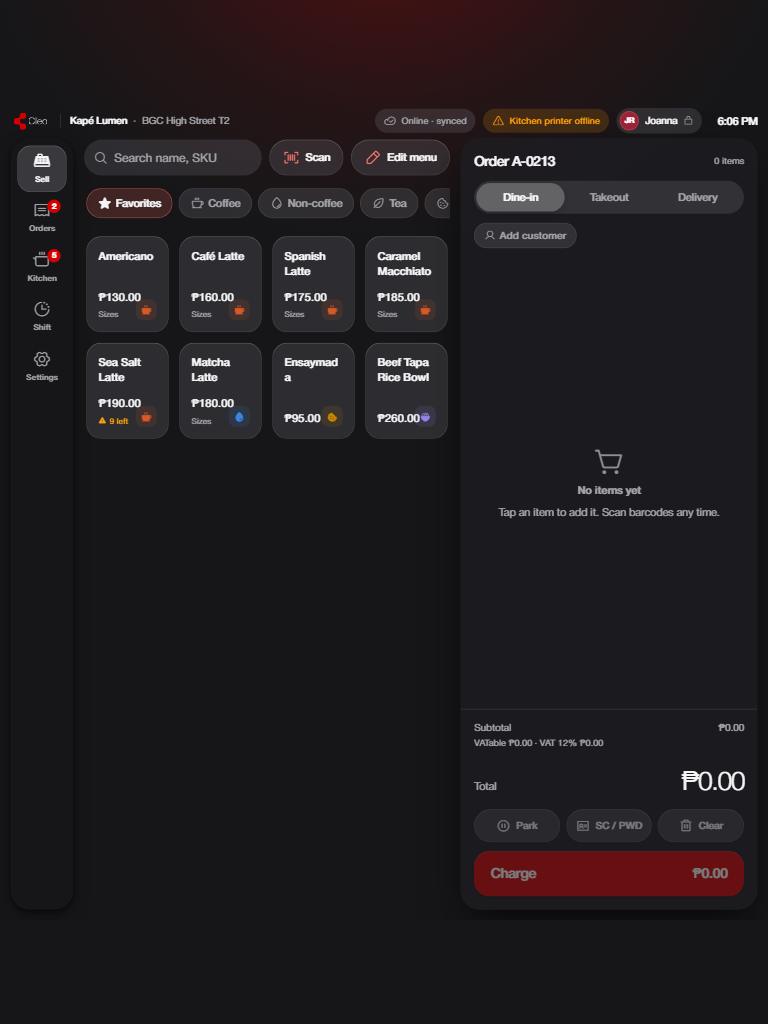 Cleo
Kapé Lumen · BGC High Street T2
Online · synced
Kitchen printer offline
JR Joanna
6:06 PM
Sell
2
Orders
5
Kitchen
Shift
Settings
Search name, SKU
Scan
Edit menu
Favorites
Coffee
Non-coffee
Tea
Americano
₱130.00
Sizes
Café Latte
₱160.00
Sizes
Spanish
Latte
₱175.00
Sizes
Caramel
Macchiato
₱185.00
Sizes
Sea Salt
Latte
₱190.00
9 left
Matcha
Latte
₱180.00
Sizes
Ensaymad
a
₱95.00
Beef Tapa
Rice Bowl
₱260.00
Order A-0213
0 items
Dine-in
Takeout
Delivery
Add customer
No items yet
Tap an item to add it. Scan barcodes any time.
Subtotal ₱0.00
VATable ₱0.00 · VAT 12% ₱0.00
Total ₱0.00
Park
SC / PWD
Clear
Charge ₱0.00